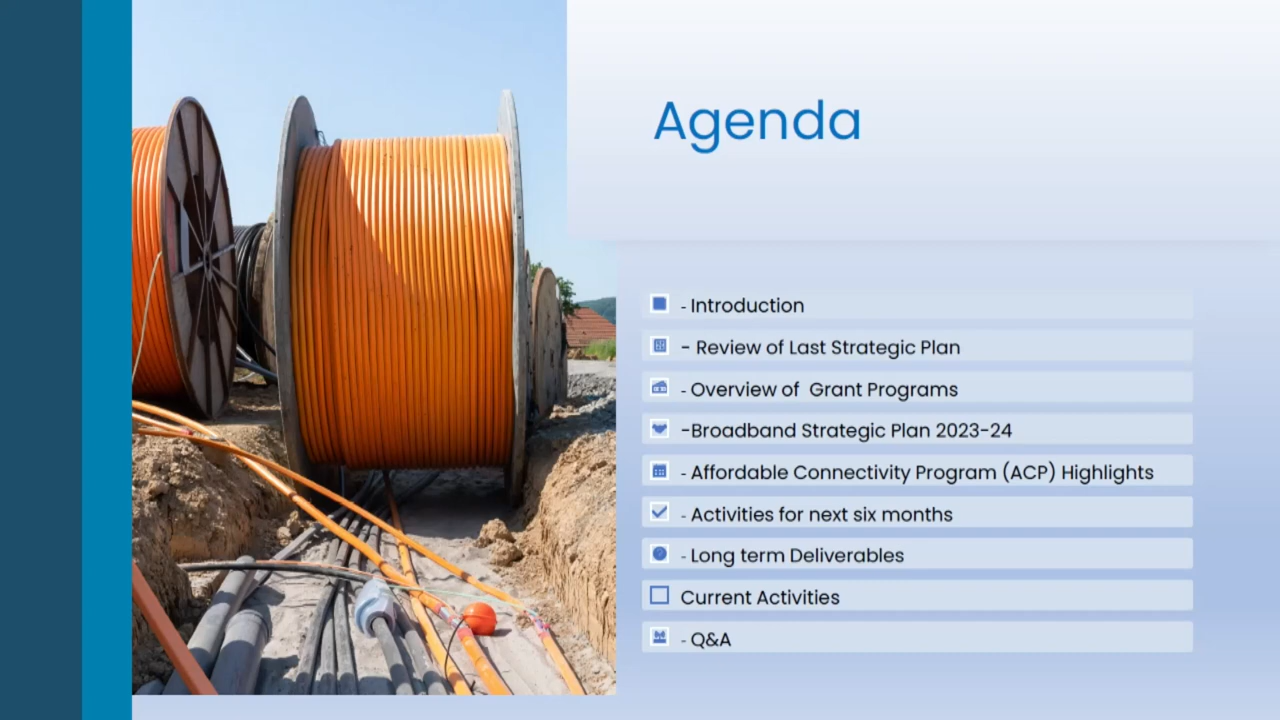 Agenda
- Introduction
- Review of Last Strategic Plan
- Overview of  Grant Programs
-Broadband Strategic Plan 2023-24
- Affordable Connectivity Program (ACP) Highlights
- Activities for next six months
- Long term Deliverables
Current Activities
- Q&A